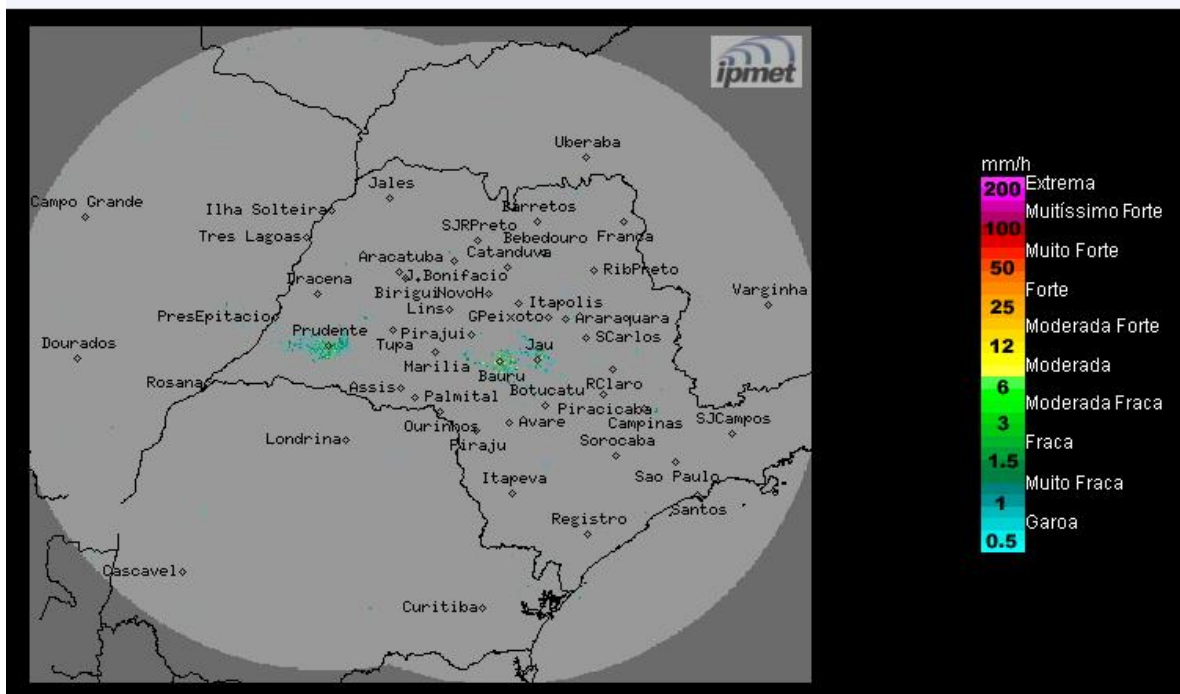 ipmet
Uberaba
Jales
Campo Grande
Ilha Solteira
Barretos
SJRPreto
Tres Lagoas
Bebedouro
Franca
Aracatuba
Catanduva
J.Bonifacio
RibPreto
Dracena
Birigui
NovoH
Itapolis
Varginha
Lins
PresEpitacio
GPeixoto
Araraquara
Prudente
Pirajui
SCarlos
Dourados
Tupa
Jau
Marilia
Bauru
Rosana
Assis
Botucatu
RClaro
Palmital
Piracicaba
SJCampos
Ourinhos
Avare
Campinas
Londrina
Piraju
Sorocaba
Itapeva
Sao Paulo
Registro
Santos
Cascavel
Curitiba
mm/h
200 Extrema
Muitíssimo Forte
100
Muito Forte
50
Forte
25
Moderada Forte
12
Moderada
6
Moderada Fraca
3
Fraca
1.5
Muito Fraca
1
Garoa
0.5